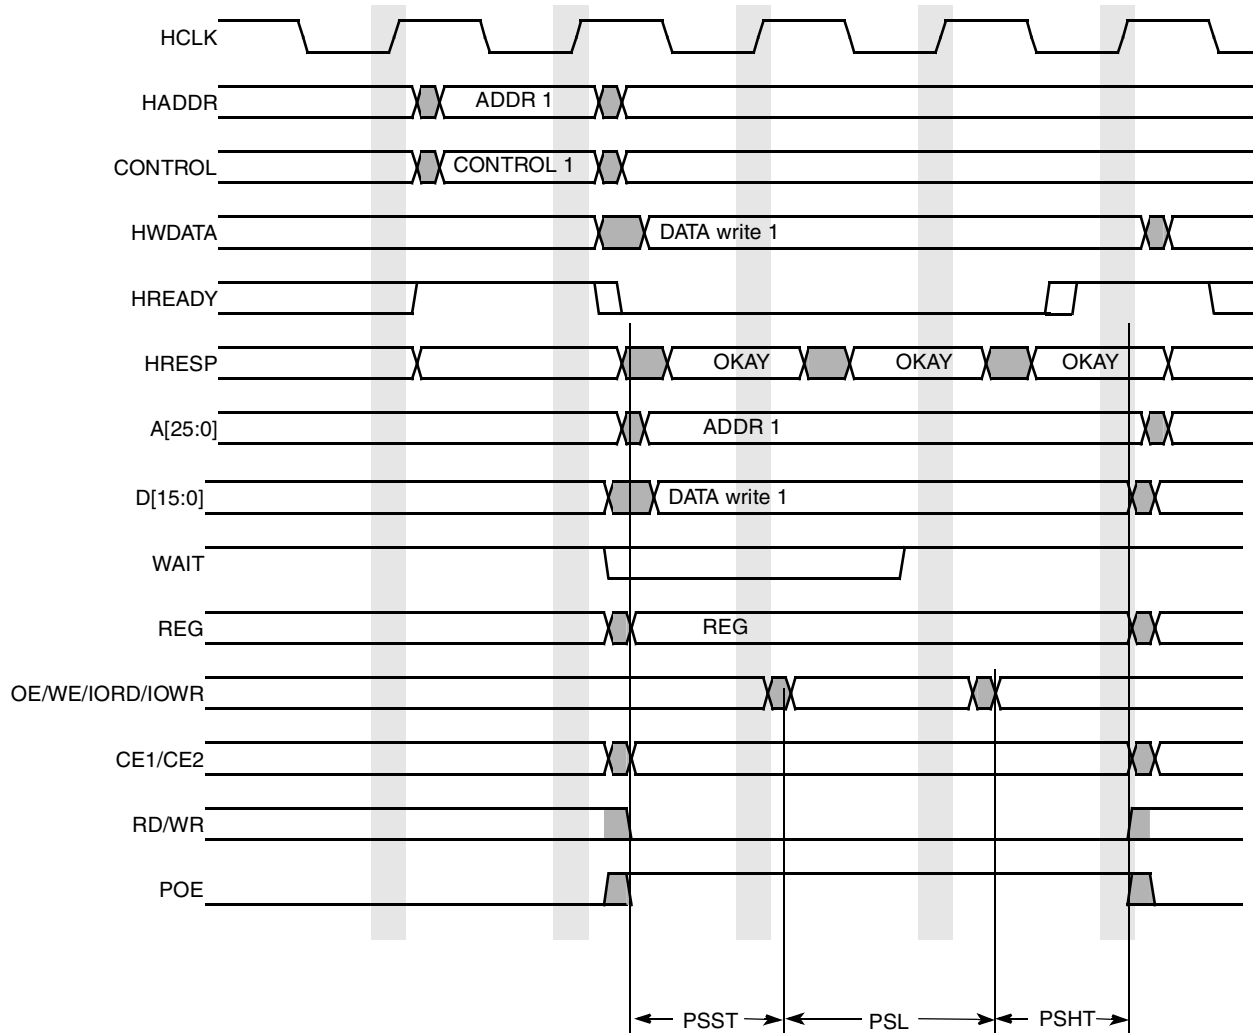 HCLK
HADDR ADDR 1
CONTROL CONTROL 1
HWDATA DATA write 1
HREADY
HRESP OKAY OKAY OKAY
A[25:0] ADDR 1
D[15:0] DATA write 1
WAIT
REG REG
OE/WE/IORD/IOWR
CE1/CE2
RD/WR
POE
PSST PSL PSHT